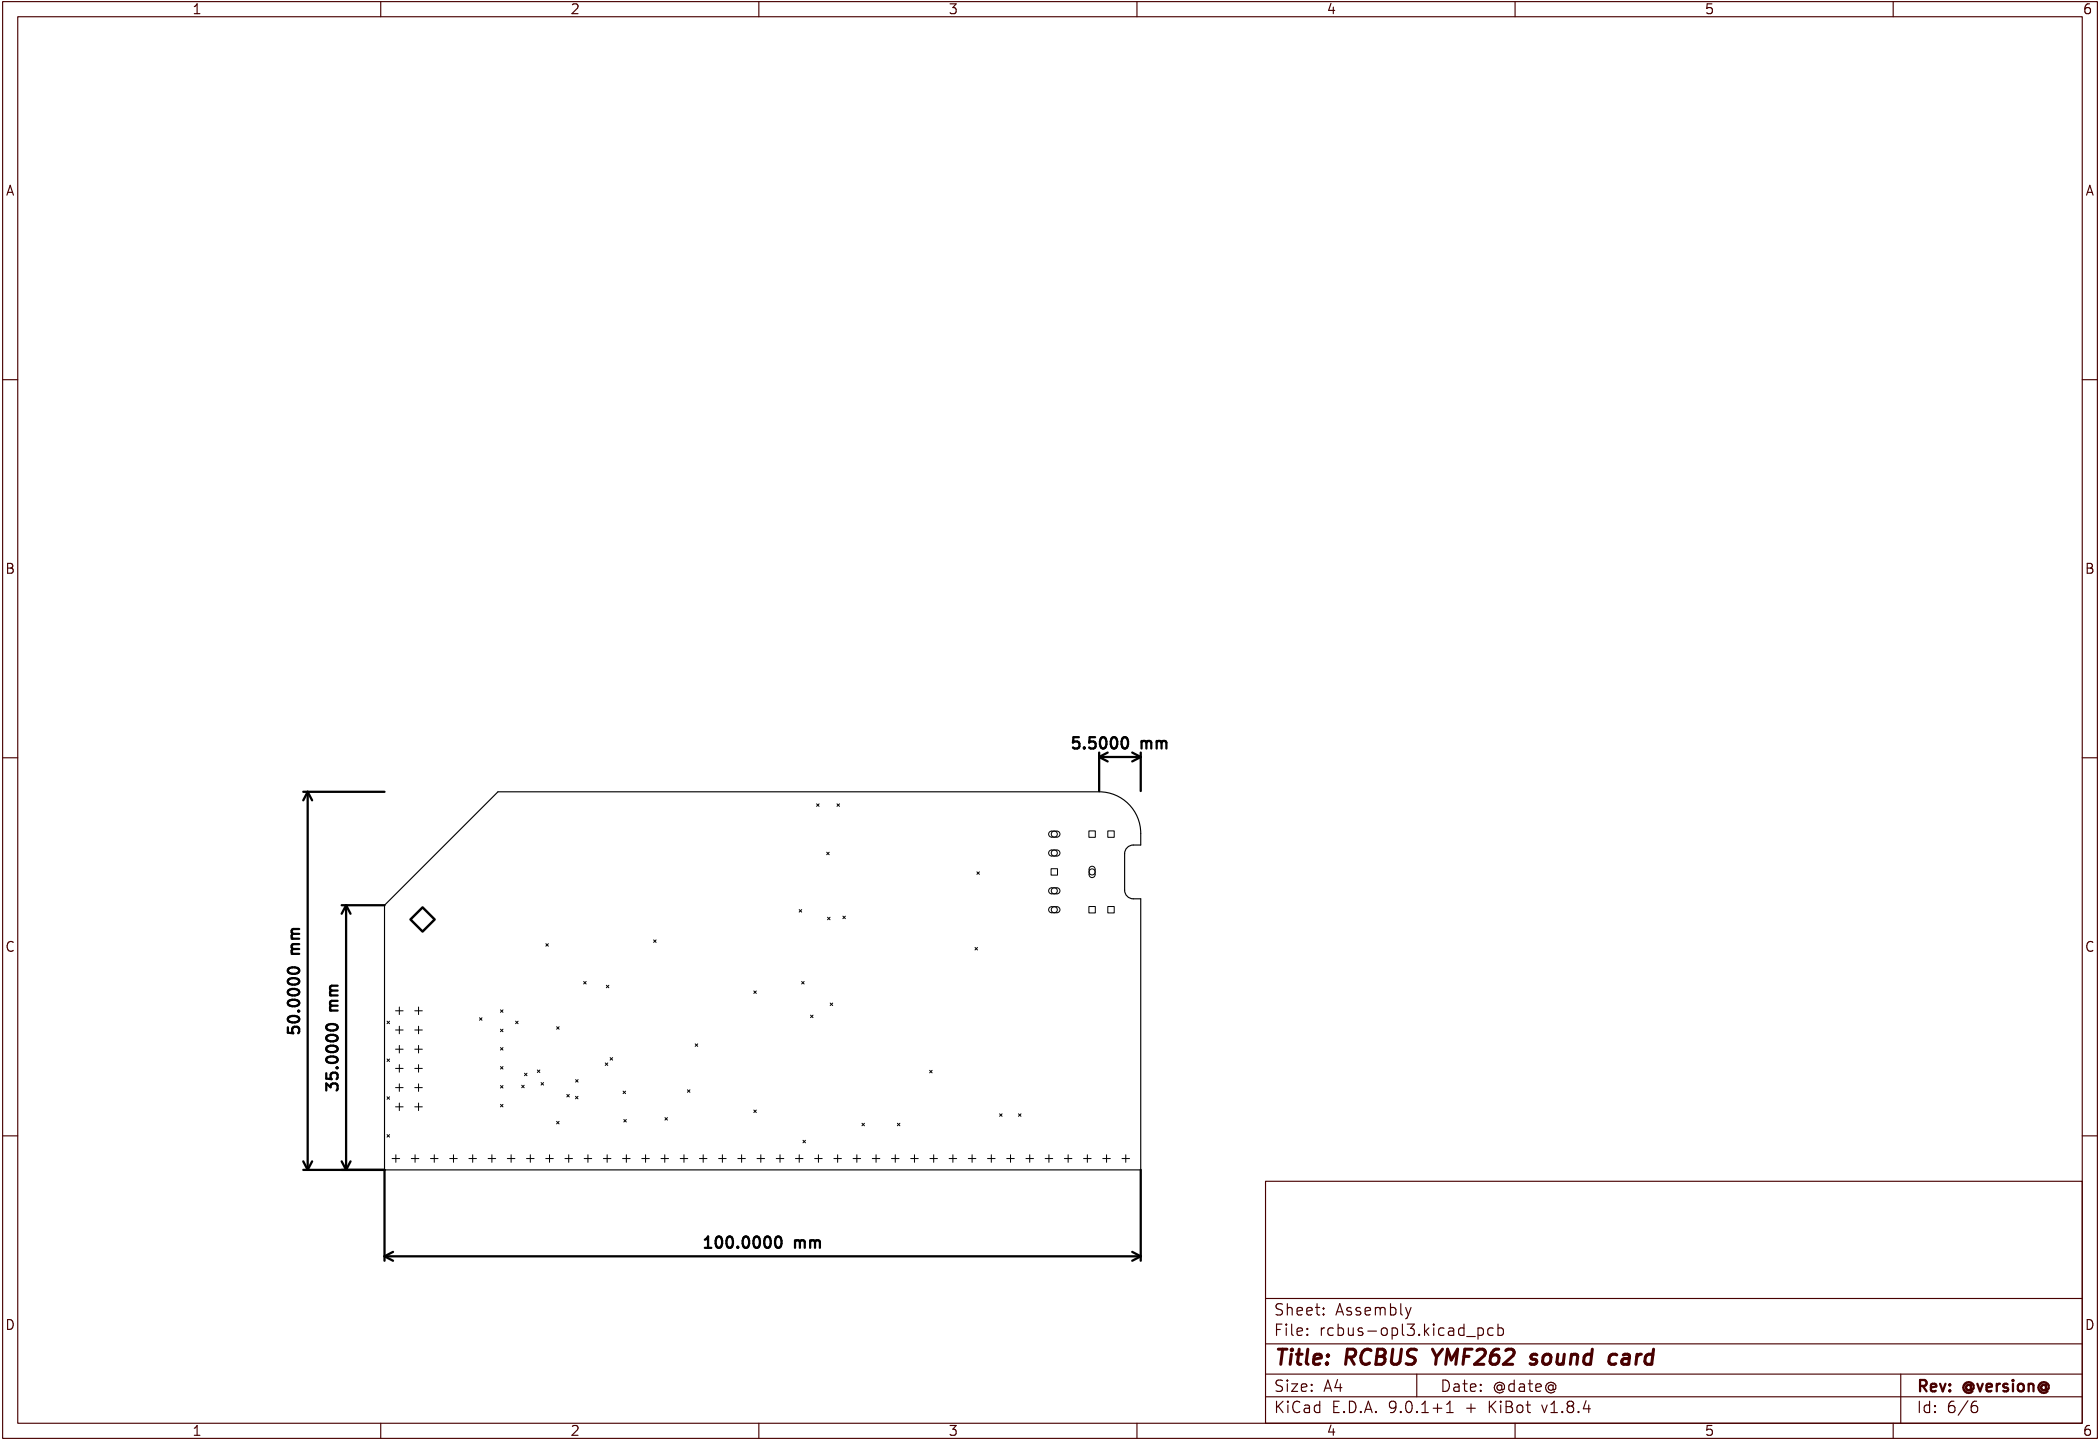 1 2 3 4 5 6
A A
B B
5.5000 mm
C C
50.0000 mm
35.0000 mm
100.0000 mm
Sheet: Assembly
File: rcbus-opl3.kicad_pcb
D D
Title: RCBUS YMF262 sound card
Size: A4 Date: @date@ Rev: @version@
KiCad E.D.A. 9.0.1+1 + KiBot v1.8.4 Id: 6/6
1 2 3 4 5 6